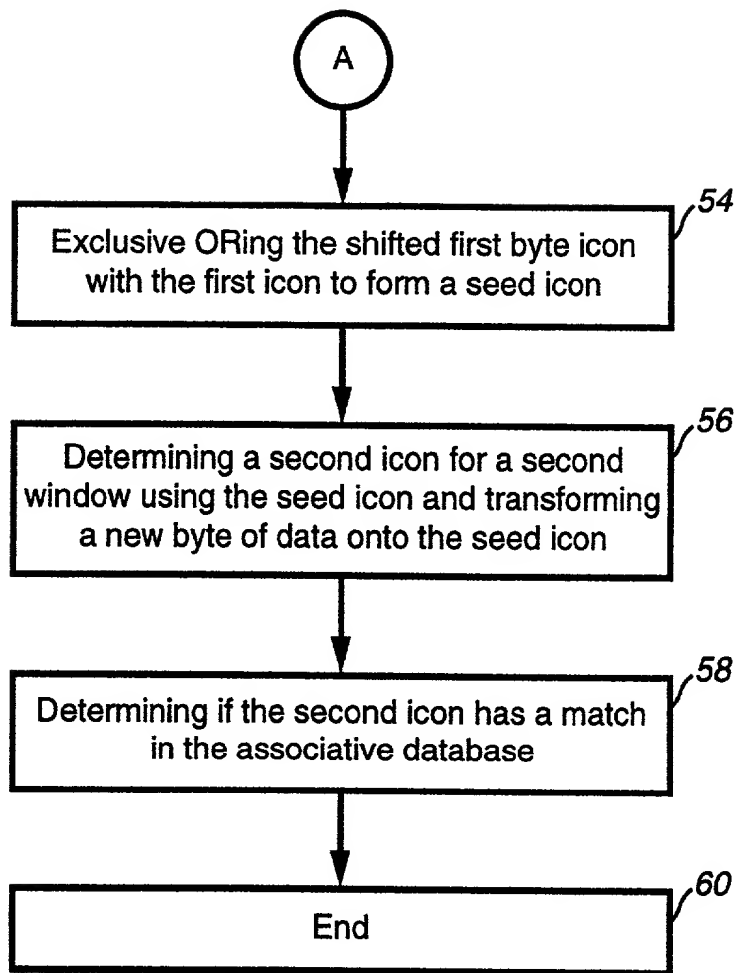 A
54
Exclusive ORing the shifted first byte icon
with the first icon to form a seed icon
56
Determining a second icon for a second
window using the seed icon and transforming
a new byte of data onto the seed icon
58
Determining if the second icon has a match
in the associative database
60
End